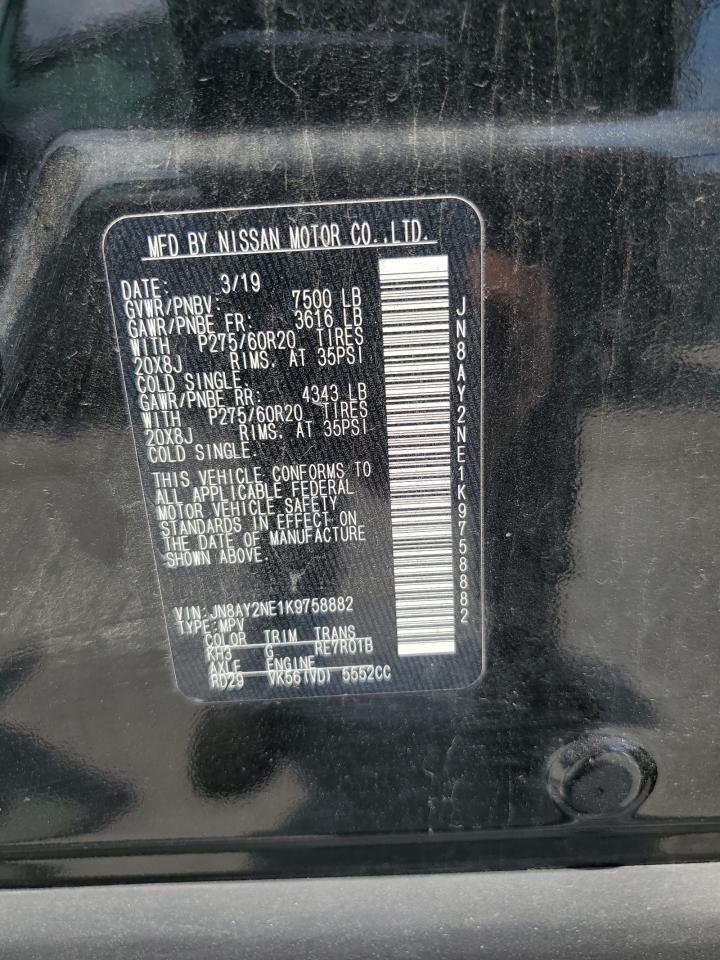 MFD BY NISSAN MOTOR CO.,LTD.
DATE: 3/19
GVWR/PNBV: 7500 LB
GAWR/PNBE FR: 3616 LB
WITH P275/60R20 TIRES
20X8J RIMS. AT 35PSI
COLD SINGLE.
GAWR/PNBE RR: 4343 LB
WITH P275/60R20 TIRES
20X8J RIMS. AT 35PSI
COLD SINGLE.
THIS VEHICLE CONFORMS TO
ALL APPLICABLE FEDERAL
MOTOR VEHICLE SAFETY
STANDARDS IN EFFECT ON
THE DATE OF MANUFACTURE
SHOWN ABOVE.
VIN: JN8AY2NE1K9758882
TYPE: MPV
COLOR TRIM TRANS
KH3 G RE7R01B
AXLE ENGINE
RD29 VK56(VD) 5552CC
JN8AY2NE1K9758882